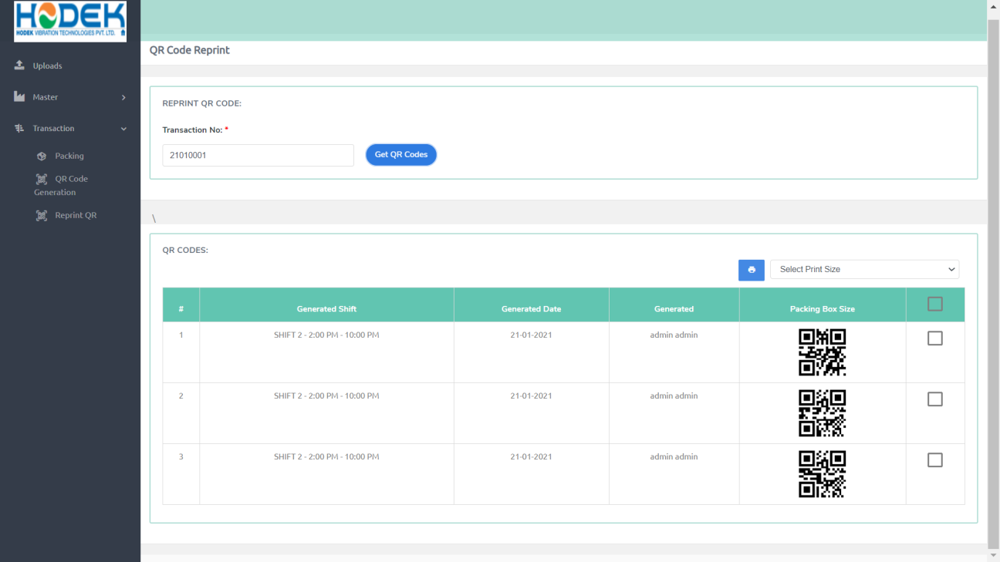 HODEK
HODEK VIBRATION TECHNOLOGIES PVT. LTD.
QR Code Reprint
Uploads
Master
Transaction
Packing
QR Code
Generation
Reprint QR
REPRINT QR CODE:
Transaction No: *
21010001
Get QR Codes
\
QR CODES:
Select Print Size
# Generated Shift Generated Date Generated Packing Box Size
1 SHIFT 2 - 2:00 PM - 10:00 PM 21-01-2021 admin admin
2 SHIFT 2 - 2:00 PM - 10:00 PM 21-01-2021 admin admin
3 SHIFT 2 - 2:00 PM - 10:00 PM 21-01-2021 admin admin